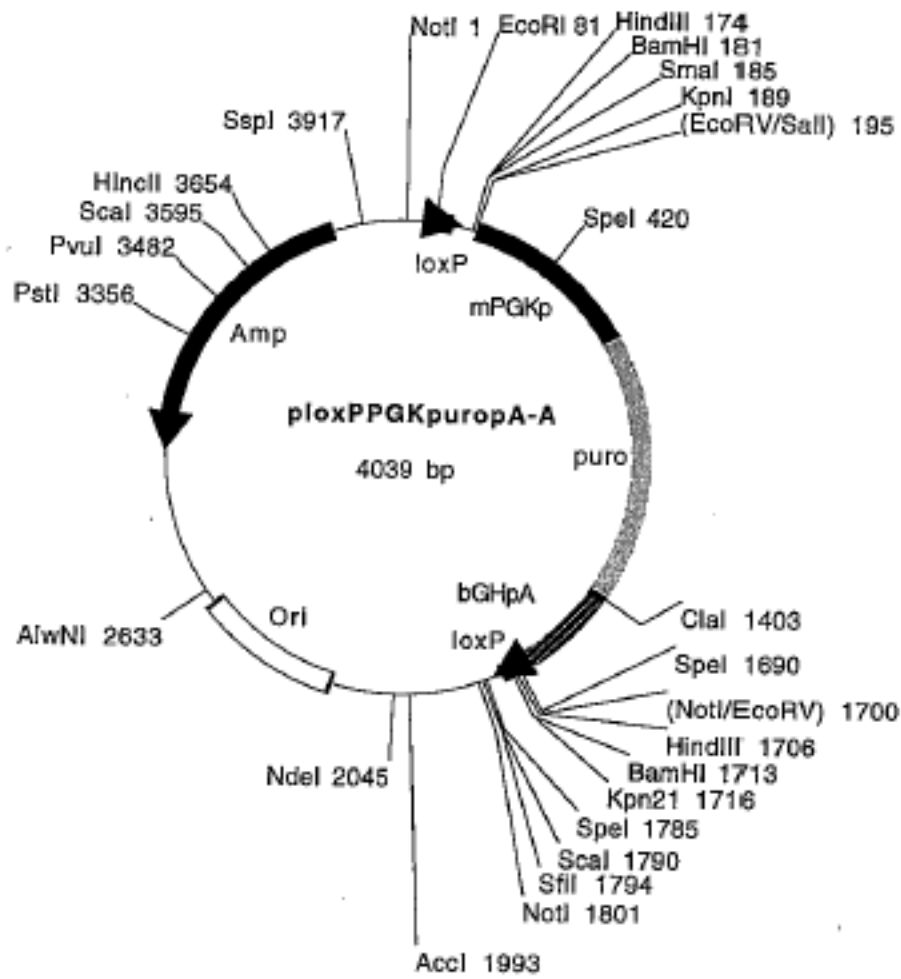 NotI 1
EcoRI 81
HindIII 174
BamHI 181
SmaI 185
KpnI 189
(EcoRV/SalI) 195
SspI 3917
HincII 3654
ScaI 3595
PvuI 3482
PstI 3356
SpeI 420
loxP
mPGKp
Amp
ploxPPGKpuropA-A
4039 bp
puro
bGHpA
loxP
Ori
AlwNI 2633
ClaI 1403
SpeI 1690
(NotI/EcoRV) 1700
HindIII 1706
BamHI 1713
Kpn21 1716
SpeI 1785
ScaI 1790
SfiI 1794
NotI 1801
NdeI 2045
AccI 1993